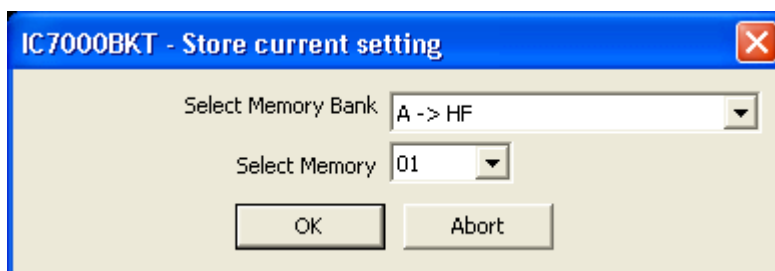 IC7000BKT - Store current setting
Select Memory Bank A -> HF
Select Memory 01
OK Abort